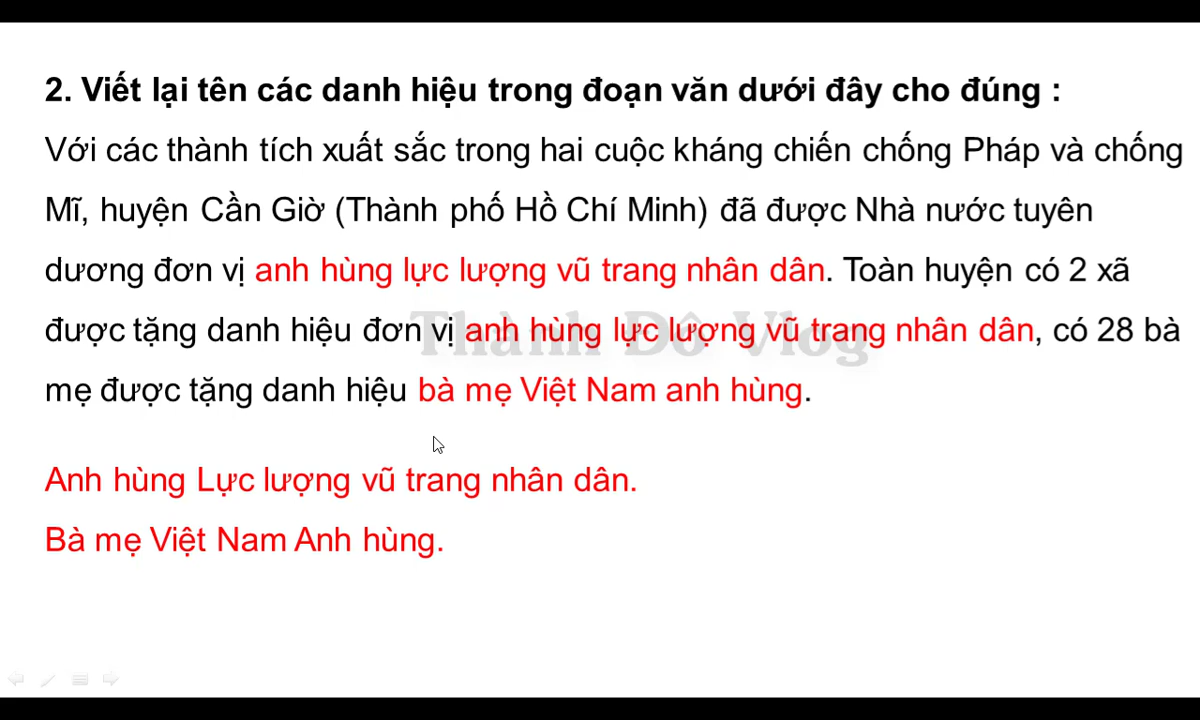 2. Viết lại tên các danh hiệu trong đoạn văn dưới đây cho đúng :
Với các thành tích xuất sắc trong hai cuộc kháng chiến chống Pháp và chống
Mĩ, huyện Cần Giờ (Thành phố Hồ Chí Minh) đã được Nhà nước tuyên
dương đơn vị anh hùng lực lượng vũ trang nhân dân. Toàn huyện có 2 xã
được tặng danh hiệu đơn vị anh hùng lực lượng vũ trang nhân dân, có 28 bà
Thành Đô Vlog
mẹ được tặng danh hiệu bà mẹ Việt Nam anh hùng.
Anh hùng Lực lượng vũ trang nhân dân.
Bà mẹ Việt Nam Anh hùng.